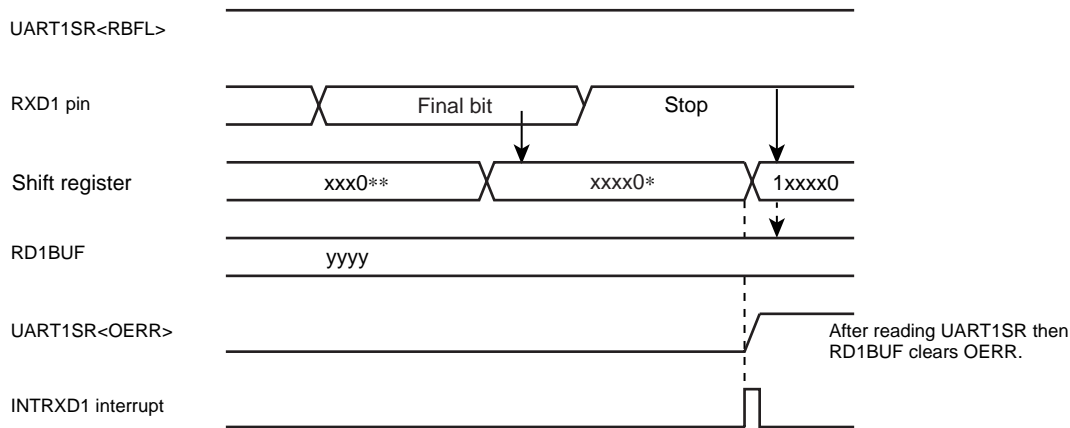 UART1SR<RBFL>
RXD1 pin
Final bit
Stop
Shift register
xxx0**
xxxx0*
1xxxx0
RD1BUF
yyyy
UART1SR<OERR>
After reading UART1SR then
RD1BUF clears OERR.
INTRXD1 interrupt